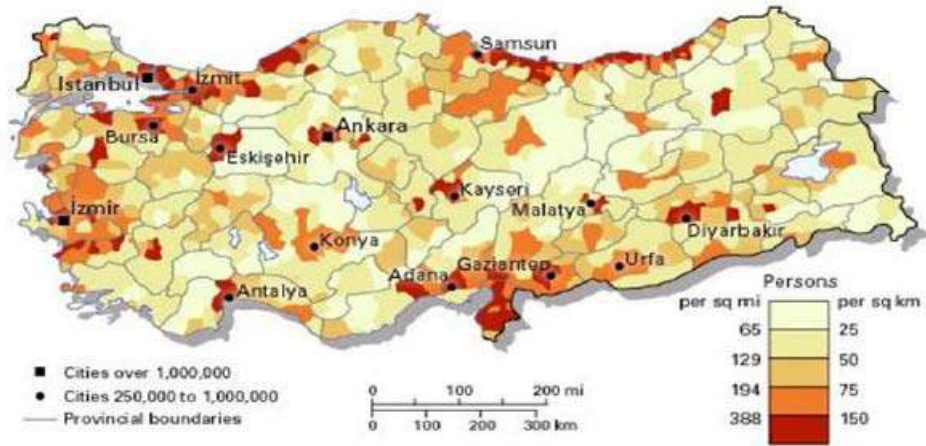 Samsun
İstanbul
İzmit
Bursa
Ankara
Eskişehir
Kayseri
İzmir
Malatya
Diyarbakir
Konya
Gaziantep
Urfa
Adana
Antalya
Persons
per sq mi per sq km
65 25
129 50
194 75
388 150
■ Cities over 1,000,000
● Cities 250,000 to 1,000,000
Provincial boundaries
0 100 200 mi
0 100 200 300 km